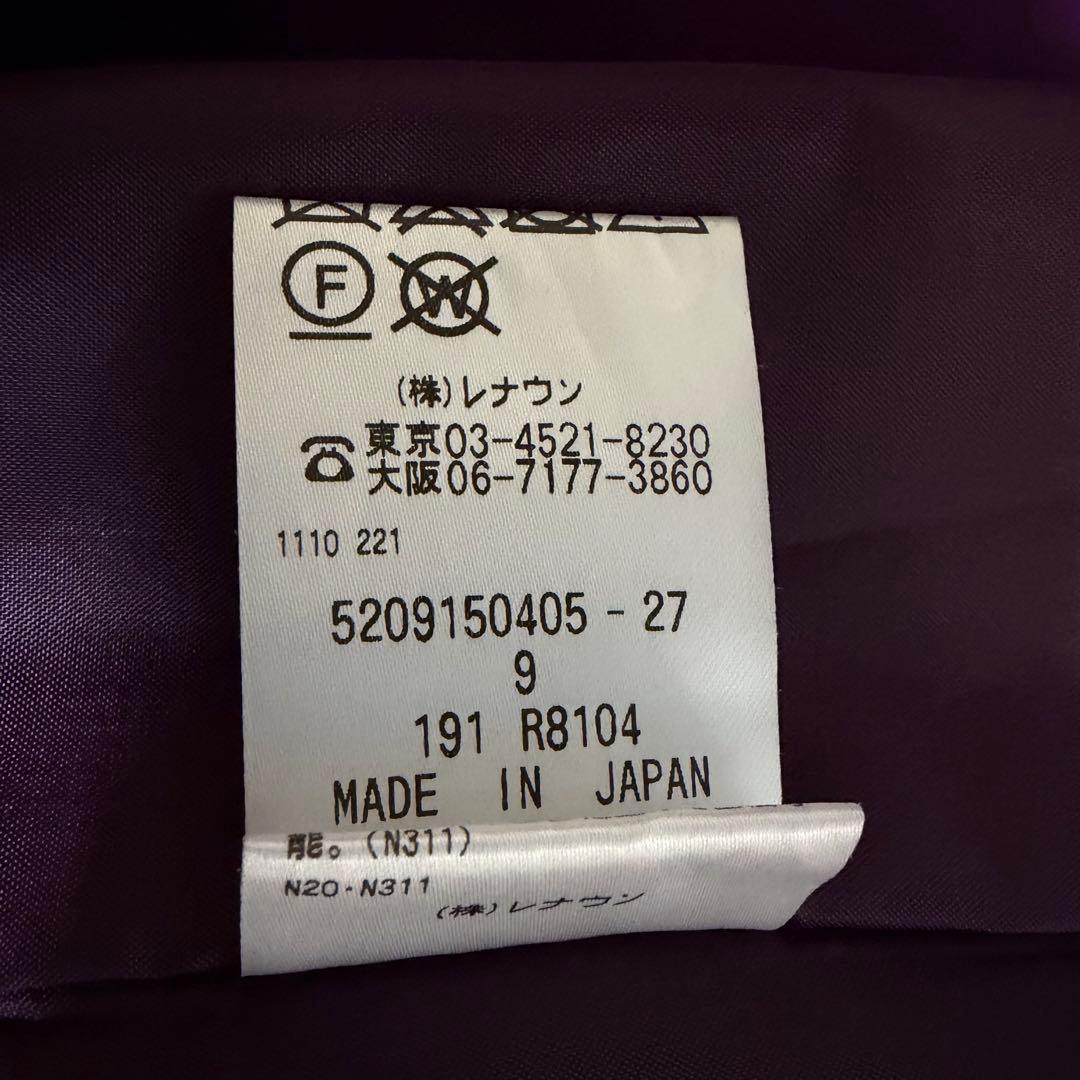 F
W
(株)レナウン
東京03-4521-8230
大阪06-7177-3860
1110 221
5209150405 - 27
9
191 R8104
MADE IN JAPAN
能。(N311)
N20・N311
(株)レナウン